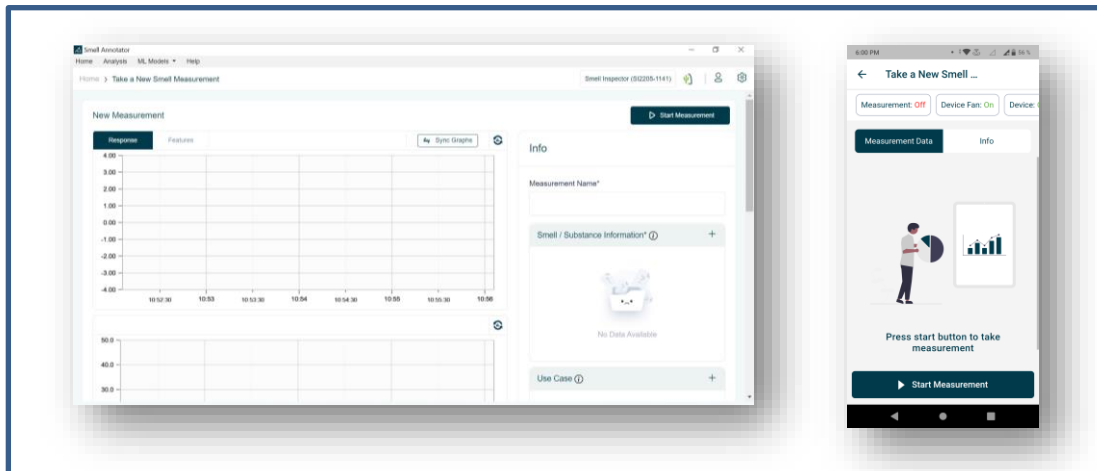 Smell Annotator
Home Analysis ML Models Help
Home > Take a New Smell Measurement
Smell Inspector (SI2205-1141)
New Measurement
Start Measurement
Response Features
Sync Graphs
4.00
3.00
2.00
1.00
0.00
-1.00
-2.00
-3.00
-4.00
10:52:30 10:53 10:53:30 10:54 10:54:30 10:55 10:55:30 10:56
50.0
40.0
30.0
Info
Measurement Name*
Smell / Substance Information*
No Data Available
Use Case
6:00 PM
56%
Take a New Smell ...
Measurement: Off Device Fan: On Device:
Measurement Data Info
Press start button to take
measurement
Start Measurement